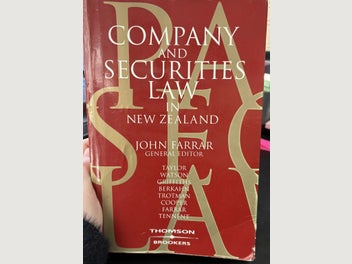 COMPANY
AND
SECURITIES
LAW
IN
NEW ZEALAND
JOHN FARRAR
GENERAL EDITOR
TAYLOR
WATSON
GRIFFITHS
BERKAHN
TROTMAN
COOPER
FARRAR
TENNENT
THOMSON
BROOKERS